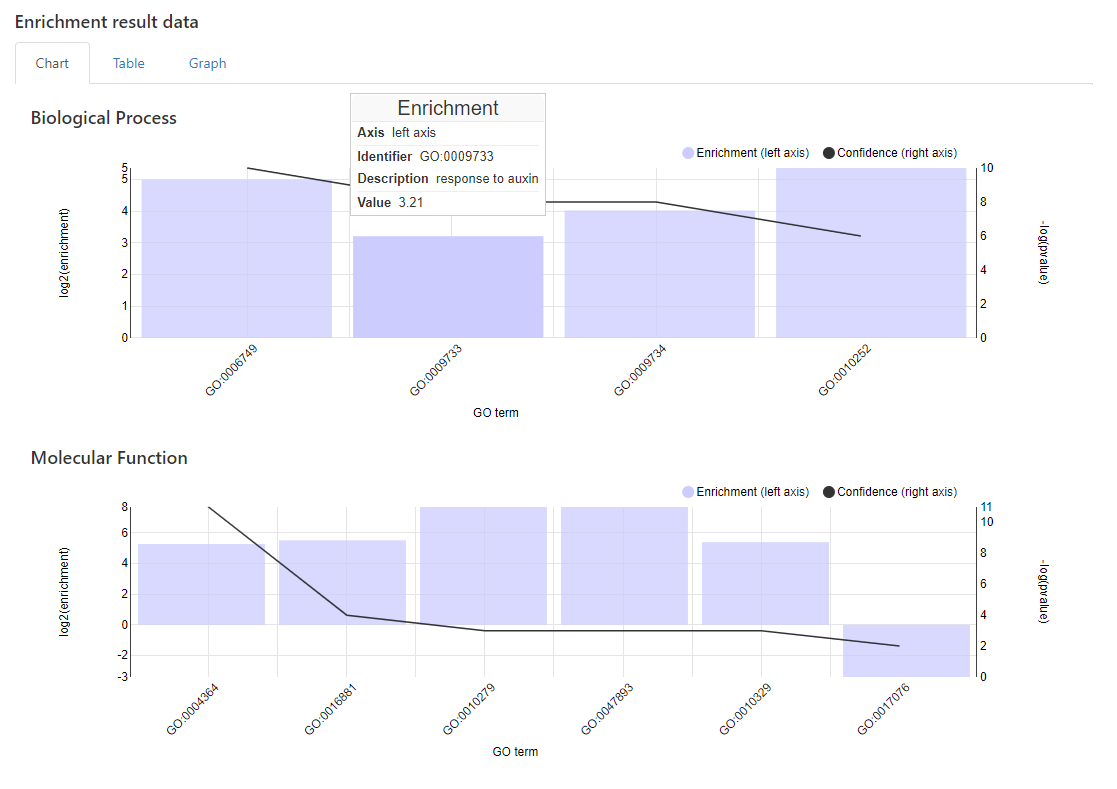 Enrichment result data
Chart Table Graph
Biological Process
Enrichment
Axis left axis
Identifier GO:0009733
Description response to auxin
Value 3.21
Enrichment (left axis) Confidence (right axis)
5
5
4
3
2
1
0
log2(enrichment)
10
8
6
4
2
0
-log(pvalue)
GO:0006749 GO:0009733 GO:0009734 GO:0010252
GO term
Molecular Function
Enrichment (left axis) Confidence (right axis)
8
6
4
2
0
-2
-3
log2(enrichment)
11
10
8
6
4
2
0
-log(pvalue)
GO:0004364 GO:0016881 GO:0010279 GO:0047893 GO:0010329 GO:0017076
GO term